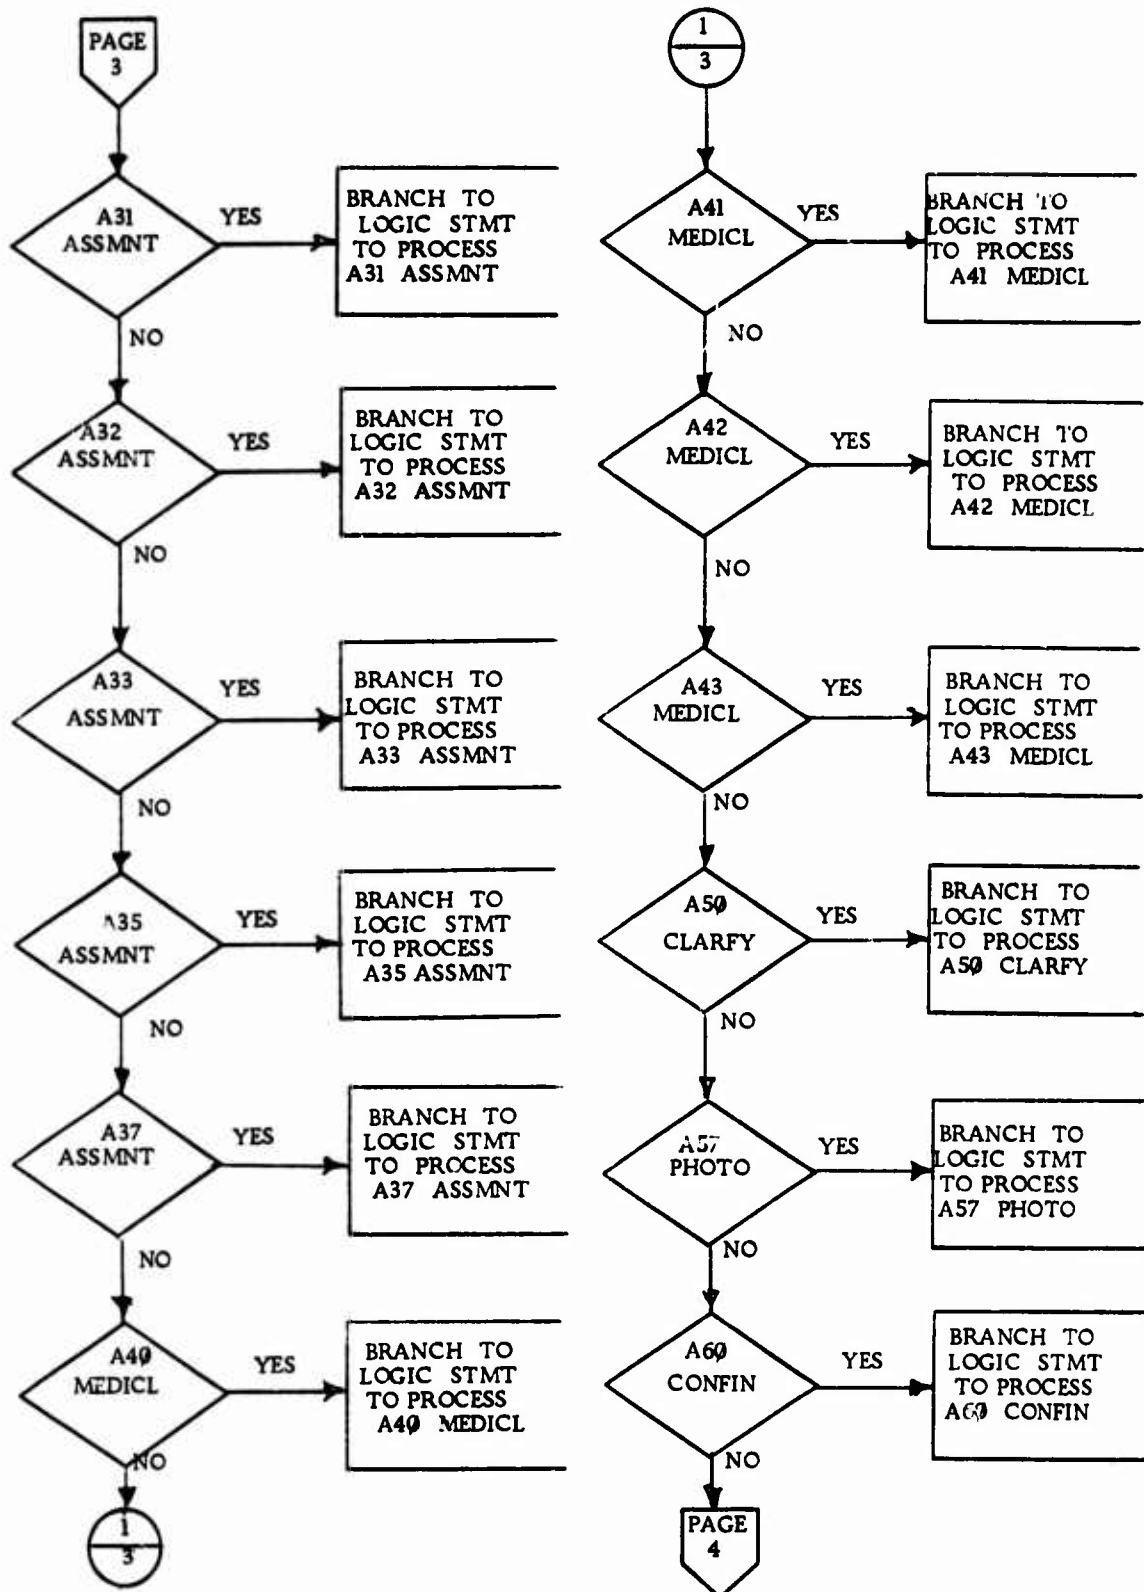 PAGE
3
A31
ASSMNT
YES
BRANCH TO
LOGIC STMT
TO PROCESS
A31 ASSMNT
NO
A32
ASSMNT
YES
BRANCH TO
LOGIC STMT
TO PROCESS
A32 ASSMNT
NO
A33
ASSMNT
YES
BRANCH TO
LOGIC STMT
TO PROCESS
A33 ASSMNT
NO
A35
ASSMNT
YES
BRANCH TO
LOGIC STMT
TO PROCESS
A35 ASSMNT
NO
A37
ASSMNT
YES
BRANCH TO
LOGIC STMT
TO PROCESS
A37 ASSMNT
NO
A4Ø
MEDICL
YES
BRANCH TO
LOGIC STMT
TO PROCESS
A4Ø MEDICL
NO
1
3
1
3
A41
MEDICL
YES
BRANCH TO
LOGIC STMT
TO PROCESS
A41 MEDICL
NO
A42
MEDICL
YES
BRANCH TO
LOGIC STMT
TO PROCESS
A42 MEDICL
NO
A43
MEDICL
YES
BRANCH TO
LOGIC STMT
TO PROCESS
A43 MEDICL
NO
A5Ø
CLARFY
YES
BRANCH TO
LOGIC STMT
TO PROCESS
A5Ø CLARFY
NO
A57
PHOTO
YES
BRANCH TO
LOGIC STMT
TO PROCESS
A57 PHOTO
NO
A6Ø
CONFIN
YES
BRANCH TO
LOGIC STMT
TO PROCESS
A6Ø CONFIN
NO
PAGE
4